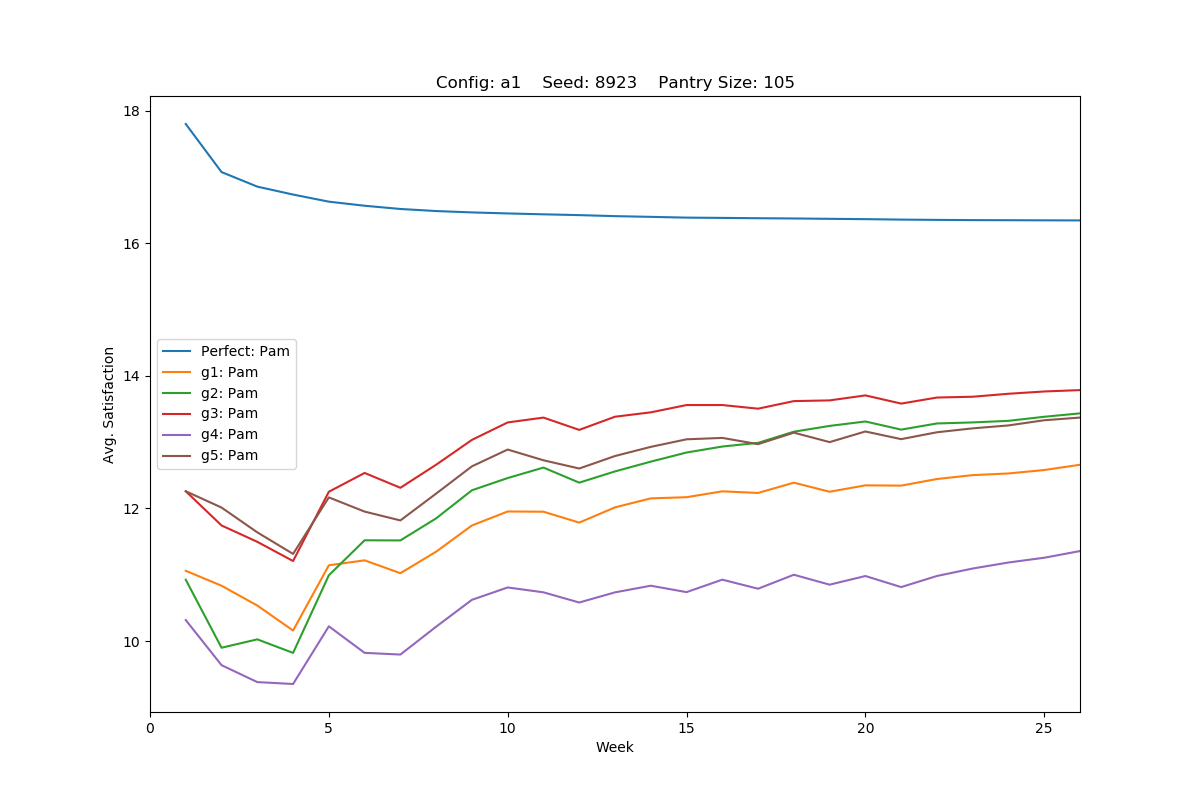 Config: a1    Seed: 8923    Pantry Size: 105
18
16
14
12
10
Avg. Satisfaction
Perfect: Pam
g1: Pam
g2: Pam
g3: Pam
g4: Pam
g5: Pam
0 5 10 15 20 25
Week